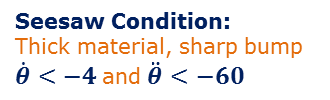 Seesaw Condition:
Thick material, sharp bump
θ̇ < −4 and θ̈ < −60